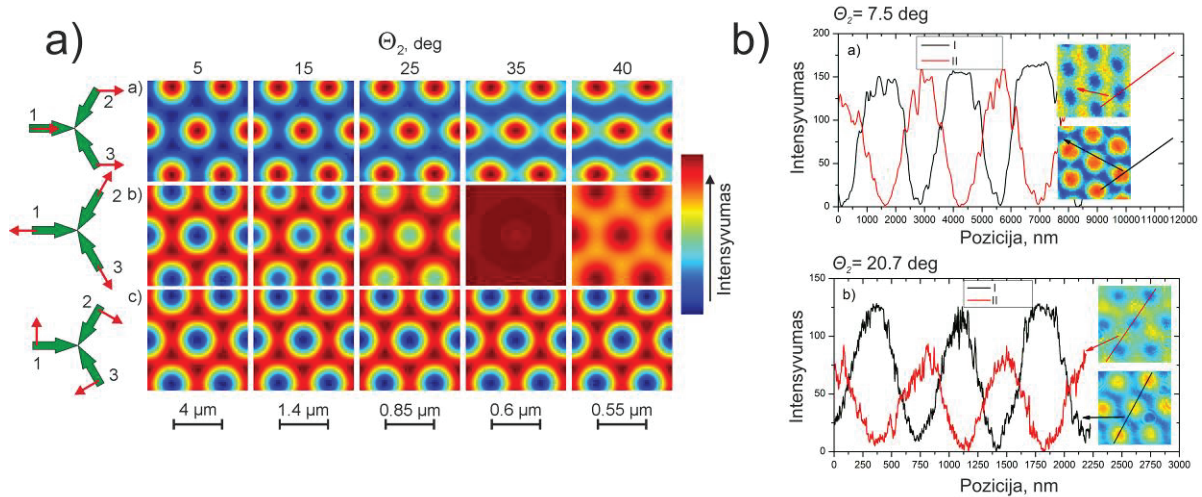 a)
Θ₂, deg
5 15 25 35 40
a)
1
2
3
b)
1
2
3
c)
1
2
3
Intensyvumas
4 µm 1.4 µm 0.85 µm 0.6 µm 0.55 µm
b)
Θ₂= 7.5 deg
a)
I
II
Intensyvumas
200
150
100
50
0
0 1000 2000 3000 4000 5000 6000 7000 8000 9000 10000 11000 12000
Pozicija, nm
Θ₂= 20.7 deg
b)
I
II
Intensyvumas
150
100
50
0
0 250 500 750 1000 1250 1500 1750 2000 2250 2500 2750 3000
Pozicija, nm